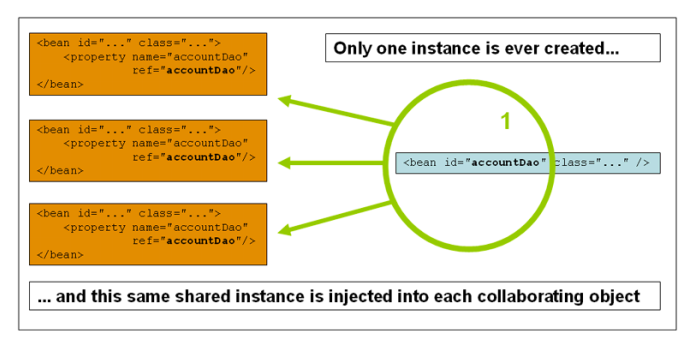 <bean id="..." class="...">
<property name="accountDao"
ref="accountDao"/>
</bean>
Only one instance is ever created...
<bean id="..." class="...">
<property name="accountDao"
ref="accountDao"/>
</bean>
1
<bean id="accountDao" class="..." />
<bean id="..." class="...">
<property name="accountDao"
ref="accountDao"/>
</bean>
... and this same shared instance is injected into each collaborating object